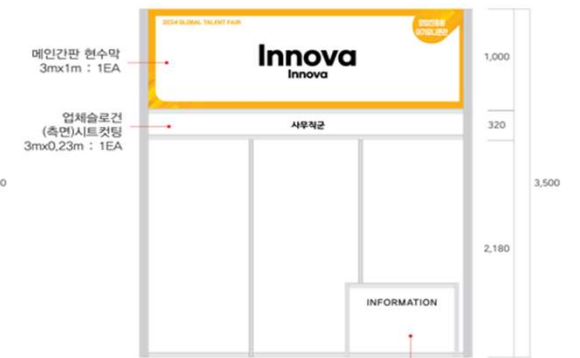 2024 GLOBAL TALENT FAIR
Innova
Innova
메인간판 현수막
3mx1m : 1EA
1,000
업체슬로건
(측면)시트컷팅
3mx0,23m : 1EA
사무직군
320
0
3,500
2,180
INFORMATION